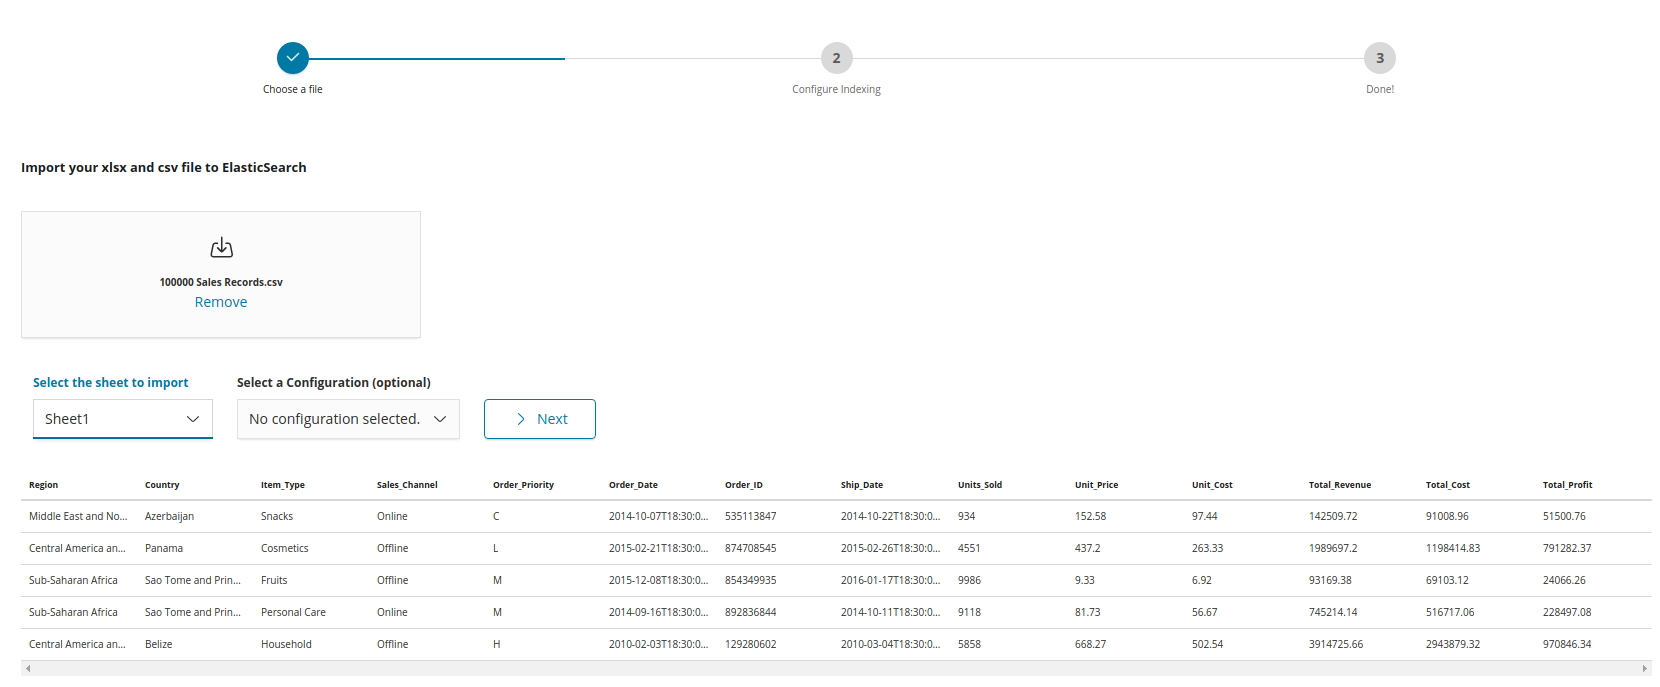 2 3
Choose a file Configure Indexing Done!
Import your xlsx and csv file to ElasticSearch
100000 Sales Records.csv
Remove
Select the sheet to import Select a Configuration (optional)
Sheet1 No configuration selected. Next
Region Country Item_Type Sales_Channel Order_Priority Order_Date Order_ID Ship_Date Units_Sold Unit_Price Unit_Cost Total_Revenue Total_Cost Total_Profit
Middle East and No... Azerbaijan Snacks Online C 2014-10-07T18:30:0... 535113847 2014-10-22T18:30:0... 934 152.58 97.44 142509.72 91008.96 51500.76
Central America an... Panama Cosmetics Offline L 2015-02-21T18:30:0... 874708545 2015-02-26T18:30:0... 4551 437.2 263.33 1989697.2 1198414.83 791282.37
Sub-Saharan Africa Sao Tome and Prin... Fruits Offline M 2015-12-08T18:30:0... 854349935 2016-01-17T18:30:0... 9986 9.33 6.92 93169.38 69103.12 24066.26
Sub-Saharan Africa Sao Tome and Prin... Personal Care Online M 2014-09-16T18:30:0... 892836844 2014-10-11T18:30:0... 9118 81.73 56.67 745214.14 516717.06 228497.08
Central America an... Belize Household Offline H 2010-02-03T18:30:0... 129280602 2010-03-04T18:30:0... 5858 668.27 502.54 3914725.66 2943879.32 970846.34